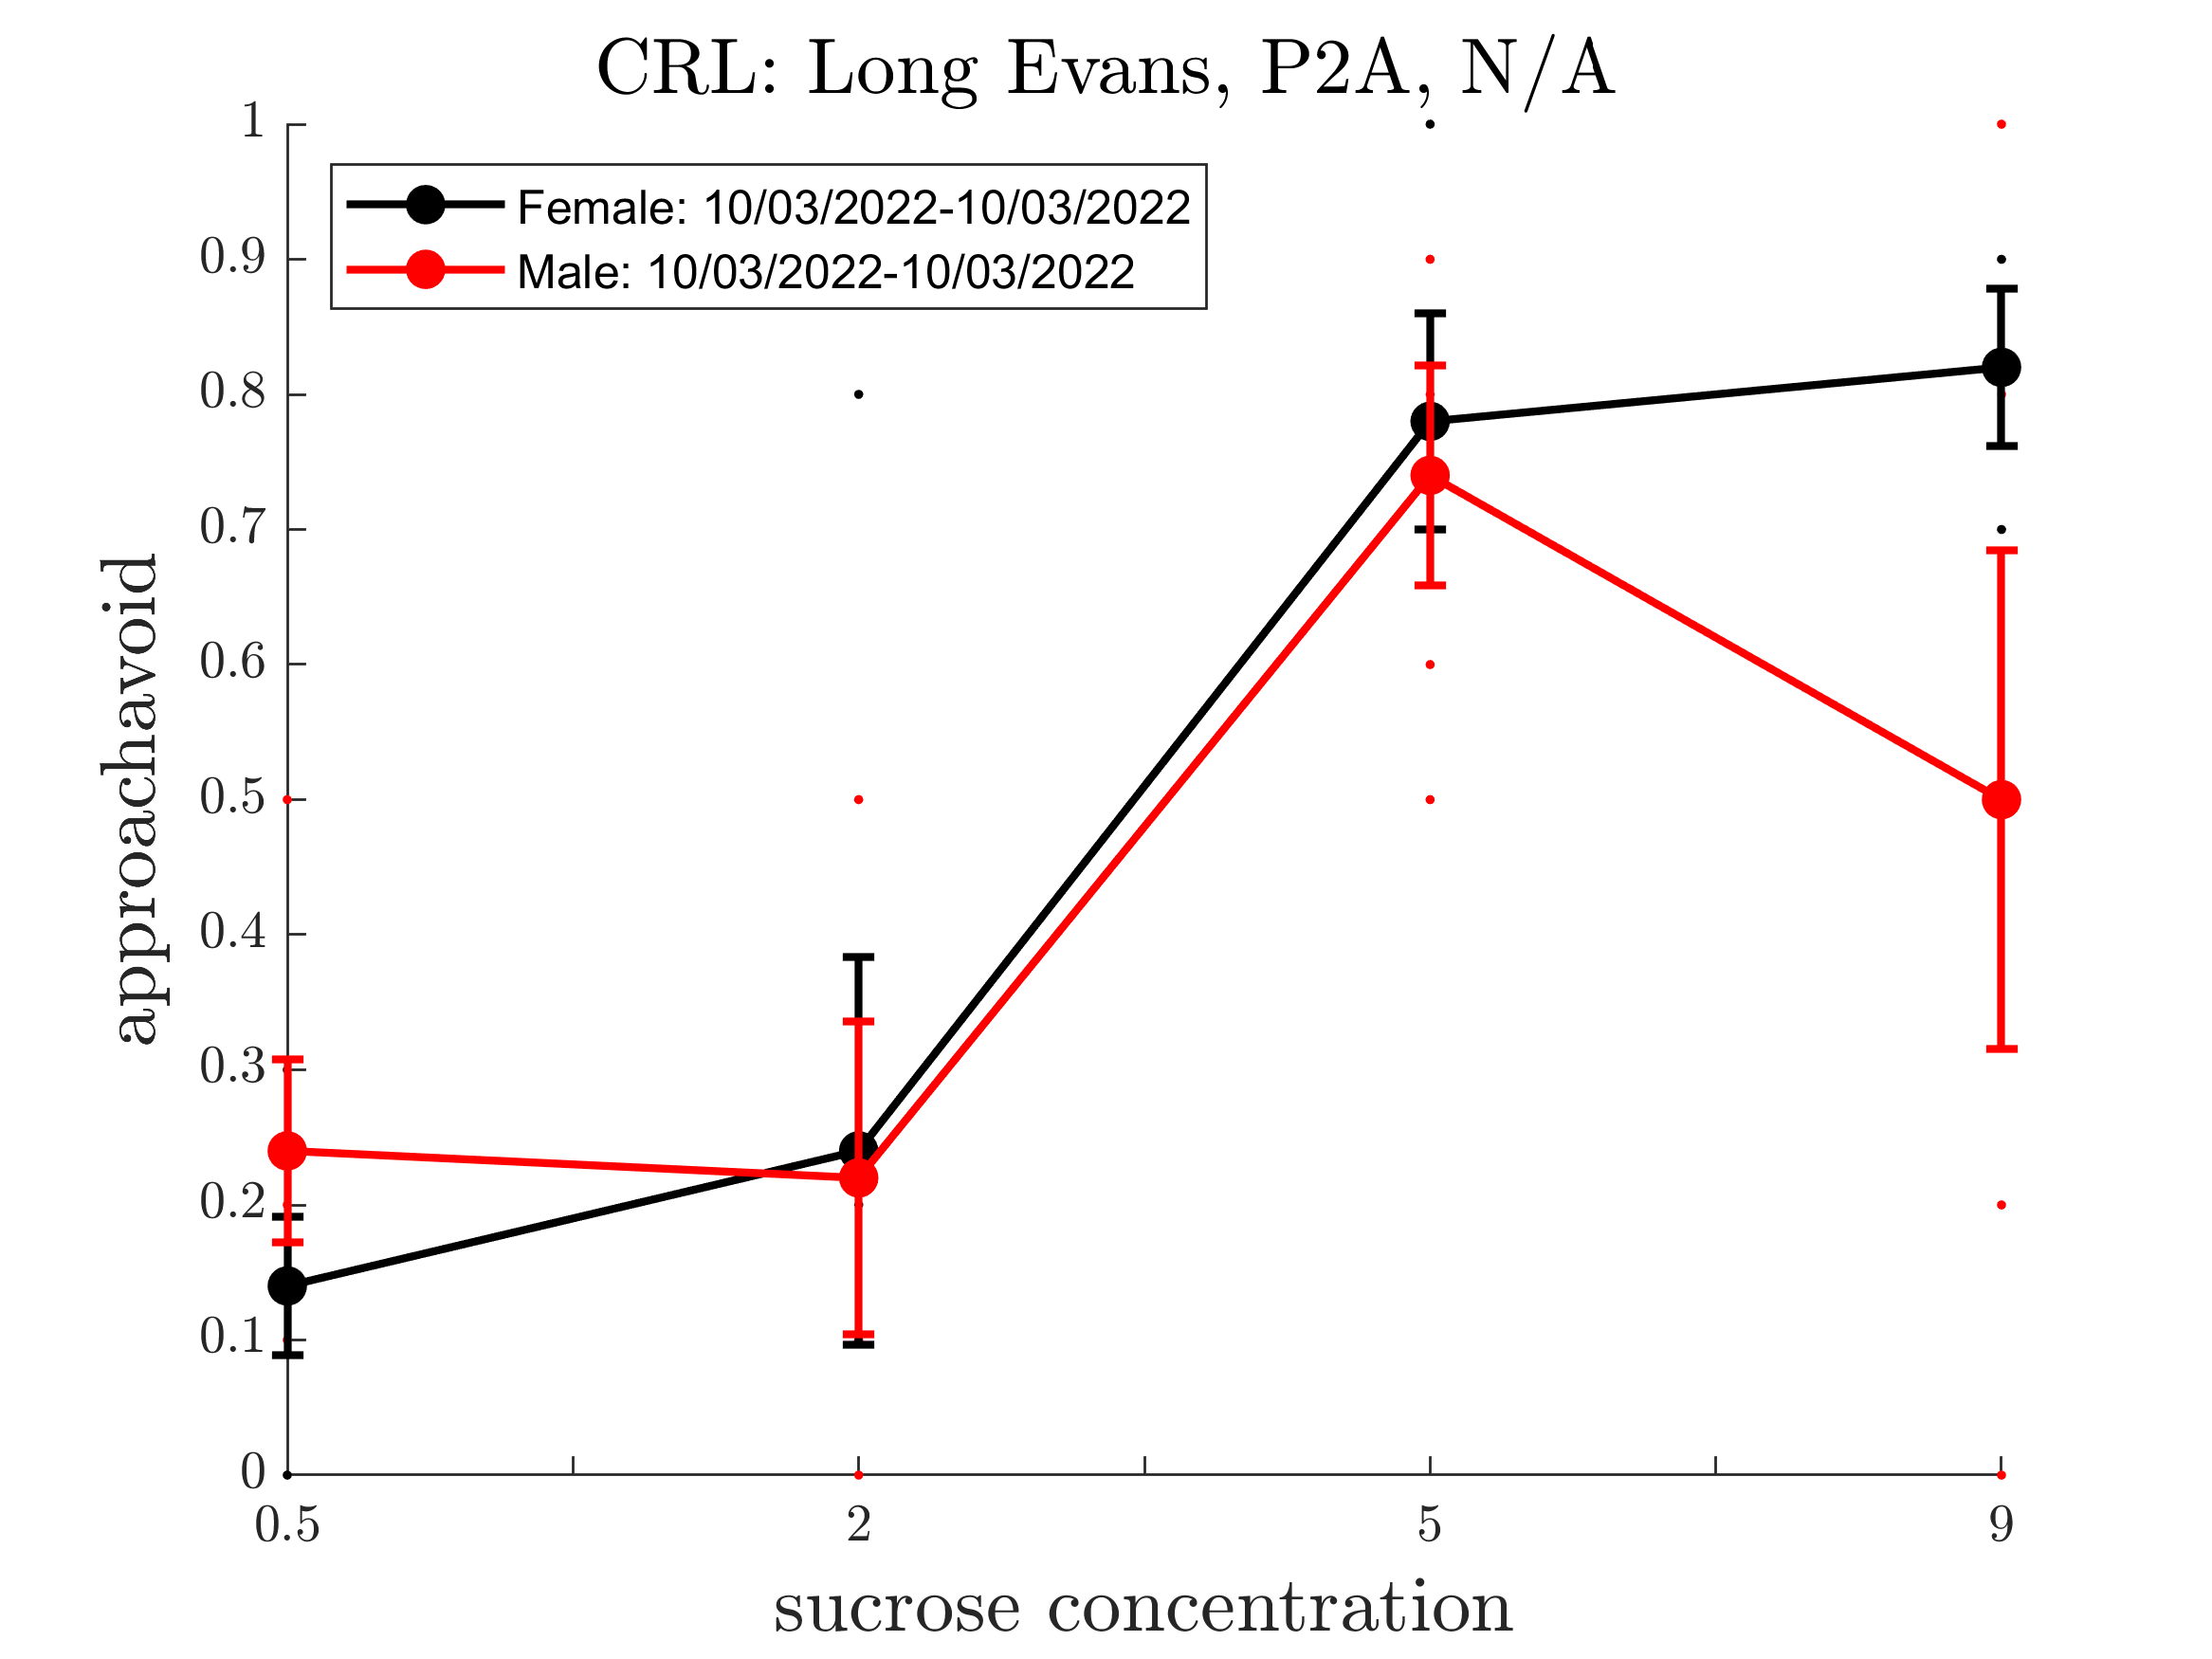 CRL: Long Evans, P2A, N/A
1
0.9
0.8
0.7
0.6
0.5
0.4
0.3
0.2
0.1
0
Female: 10/03/2022-10/03/2022
Male: 10/03/2022-10/03/2022
approachavoid
0.5 2 5 9
sucrose concentration